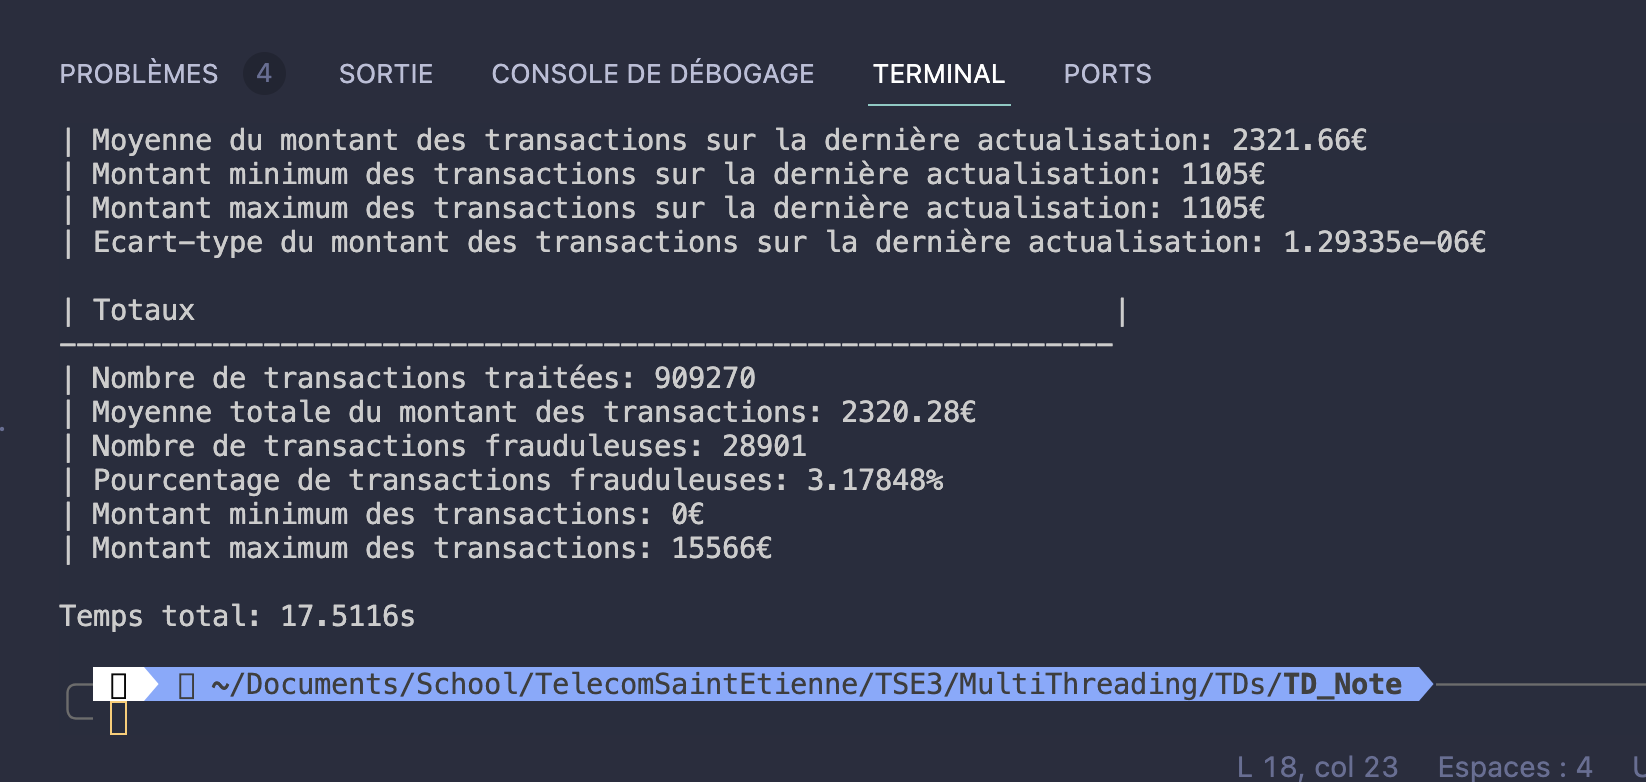 PROBLÈMES 4 SORTIE CONSOLE DE DÉBOGAGE TERMINAL PORTS
| Moyenne du montant des transactions sur la dernière actualisation: 2321.66€
| Montant minimum des transactions sur la dernière actualisation: 1105€
| Montant maximum des transactions sur la dernière actualisation: 1105€
| Ecart-type du montant des transactions sur la dernière actualisation: 1.29335e-06€
| Totaux |
--------------------------------------------------------------
| Nombre de transactions traitées: 909270
| Moyenne totale du montant des transactions: 2320.28€
| Nombre de transactions frauduleuses: 28901
| Pourcentage de transactions frauduleuses: 3.17848%
| Montant minimum des transactions: 0€
| Montant maximum des transactions: 15566€
Temps total: 17.5116s
~/Documents/School/TelecomSaintEtienne/TSE3/MultiThreading/TDs/TD_Note
L 18, col 23 Espaces : 4